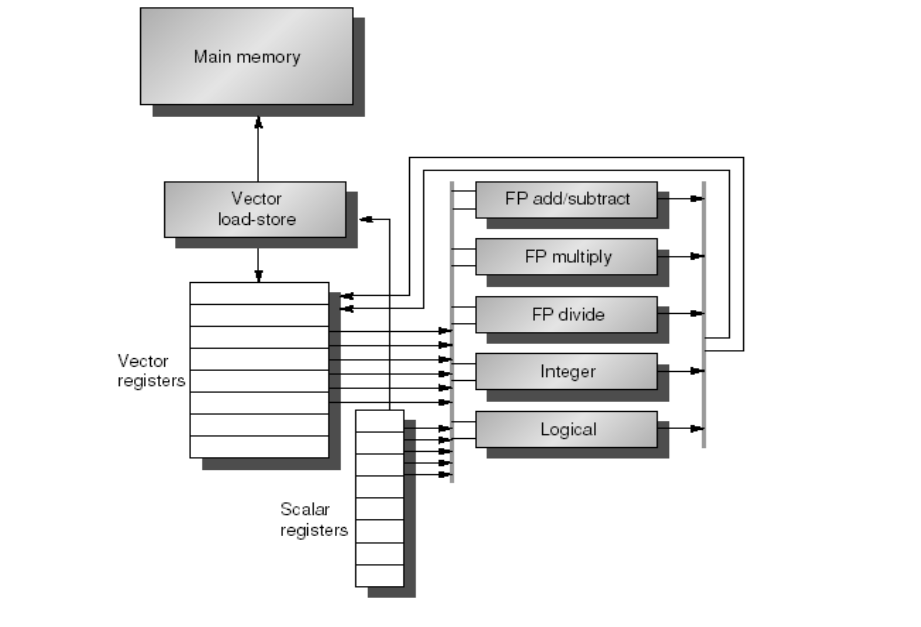 Main memory
Vector
load-store
FP add/subtract
FP multiply
FP divide
Integer
Logical
Vector
registers
Scalar
registers